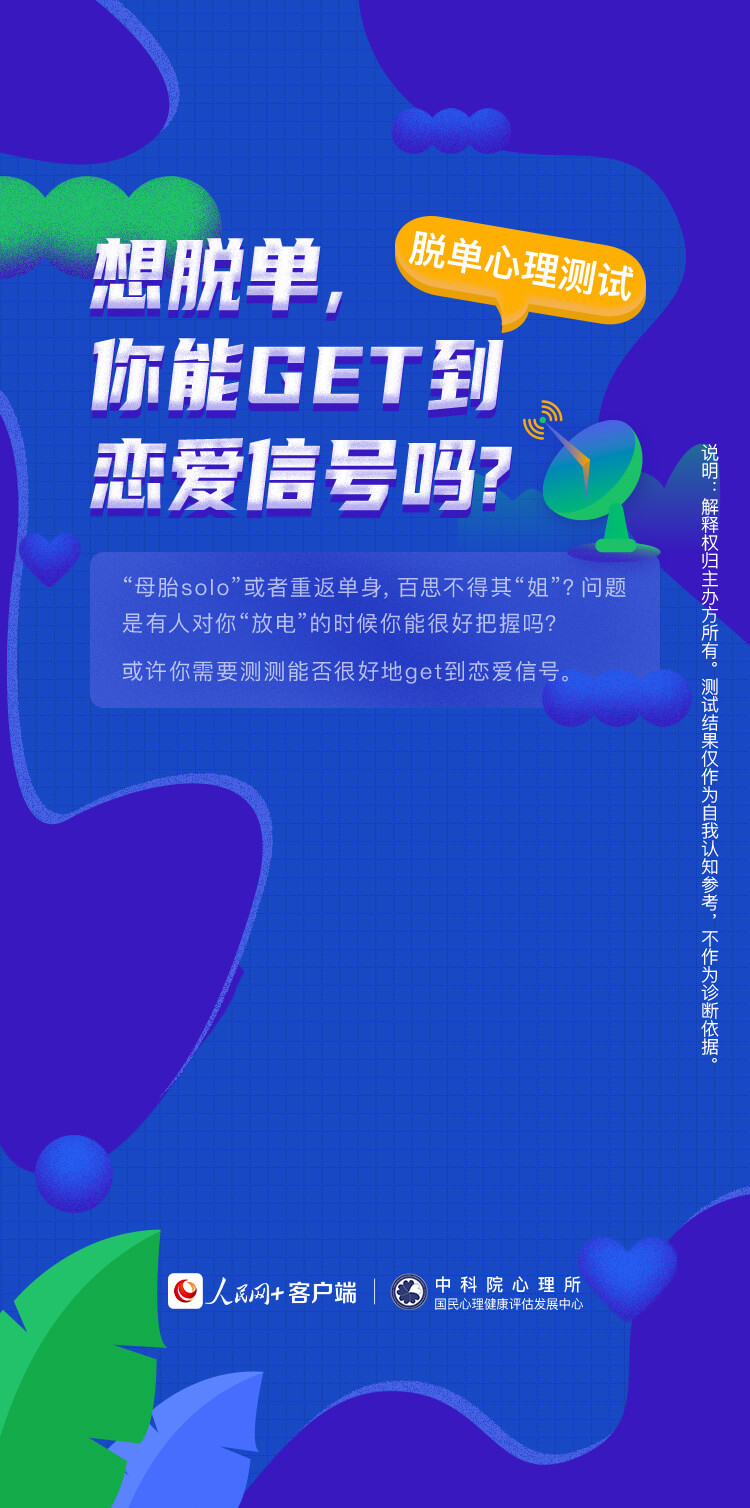 脱单心理测试
想脱单,
你能GET到
恋爱信号吗?
“母胎solo”或者重返单身, 百思不得其“姐”? 问题
是有人对你“放电”的时候你能很好把握吗?
或许你需要测测能否很好地get到恋爱信号。
说明：解释权归主办方所有。测试结果仅作为自我认知参考，不作为诊断依据。
人民网+客户端
中科院心理所
国民心理健康评估发展中心